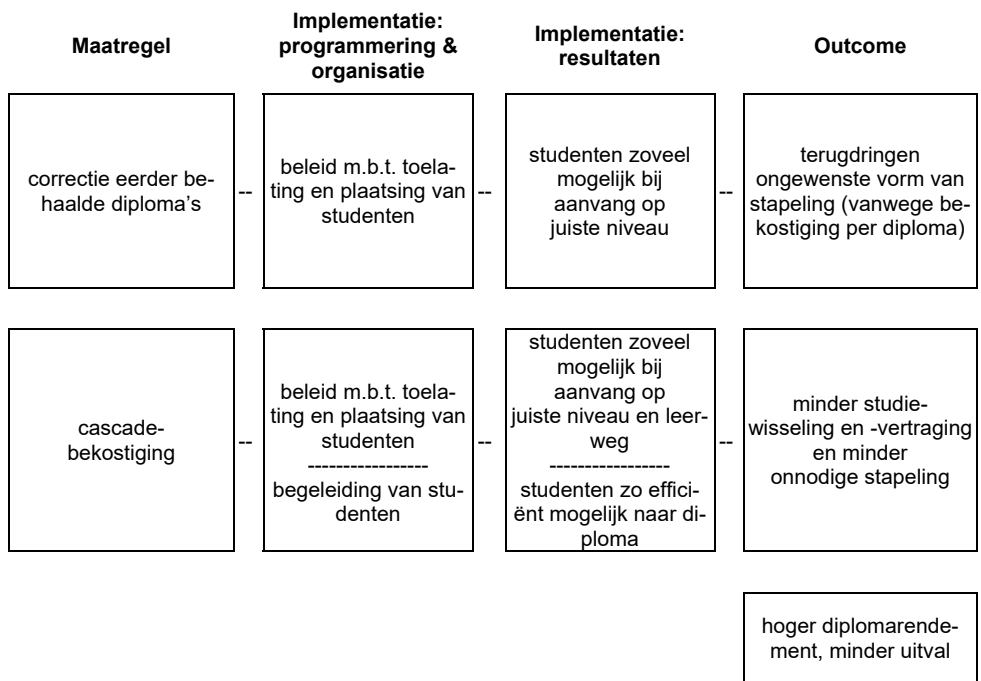 Maatregel
Implementatie:
programmering &
organisatie
Implementatie:
resultaten
Outcome
correctie eerder be-
haalde diploma's
--
beleid m.b.t. toela-
ting en plaatsing van
studenten
--
studenten zoveel
mogelijk bij
aanvang op
juiste niveau
--
terugdringen
ongewenste vorm van
stapeling (vanwege be-
kostiging per diploma)
cascade-
bekostiging
--
beleid m.b.t. toela-
ting en plaatsing van
studenten
-----------------
begeleiding van stu-
denten
--
studenten zoveel
mogelijk bij
aanvang op
juiste niveau en leer-
weg
-----------------
studenten zo effici-
ënt mogelijk naar di-
ploma
--
minder studie-
wisseling en -vertraging
en minder
onnodige stapeling
hoger diplomarende-
ment, minder uitval